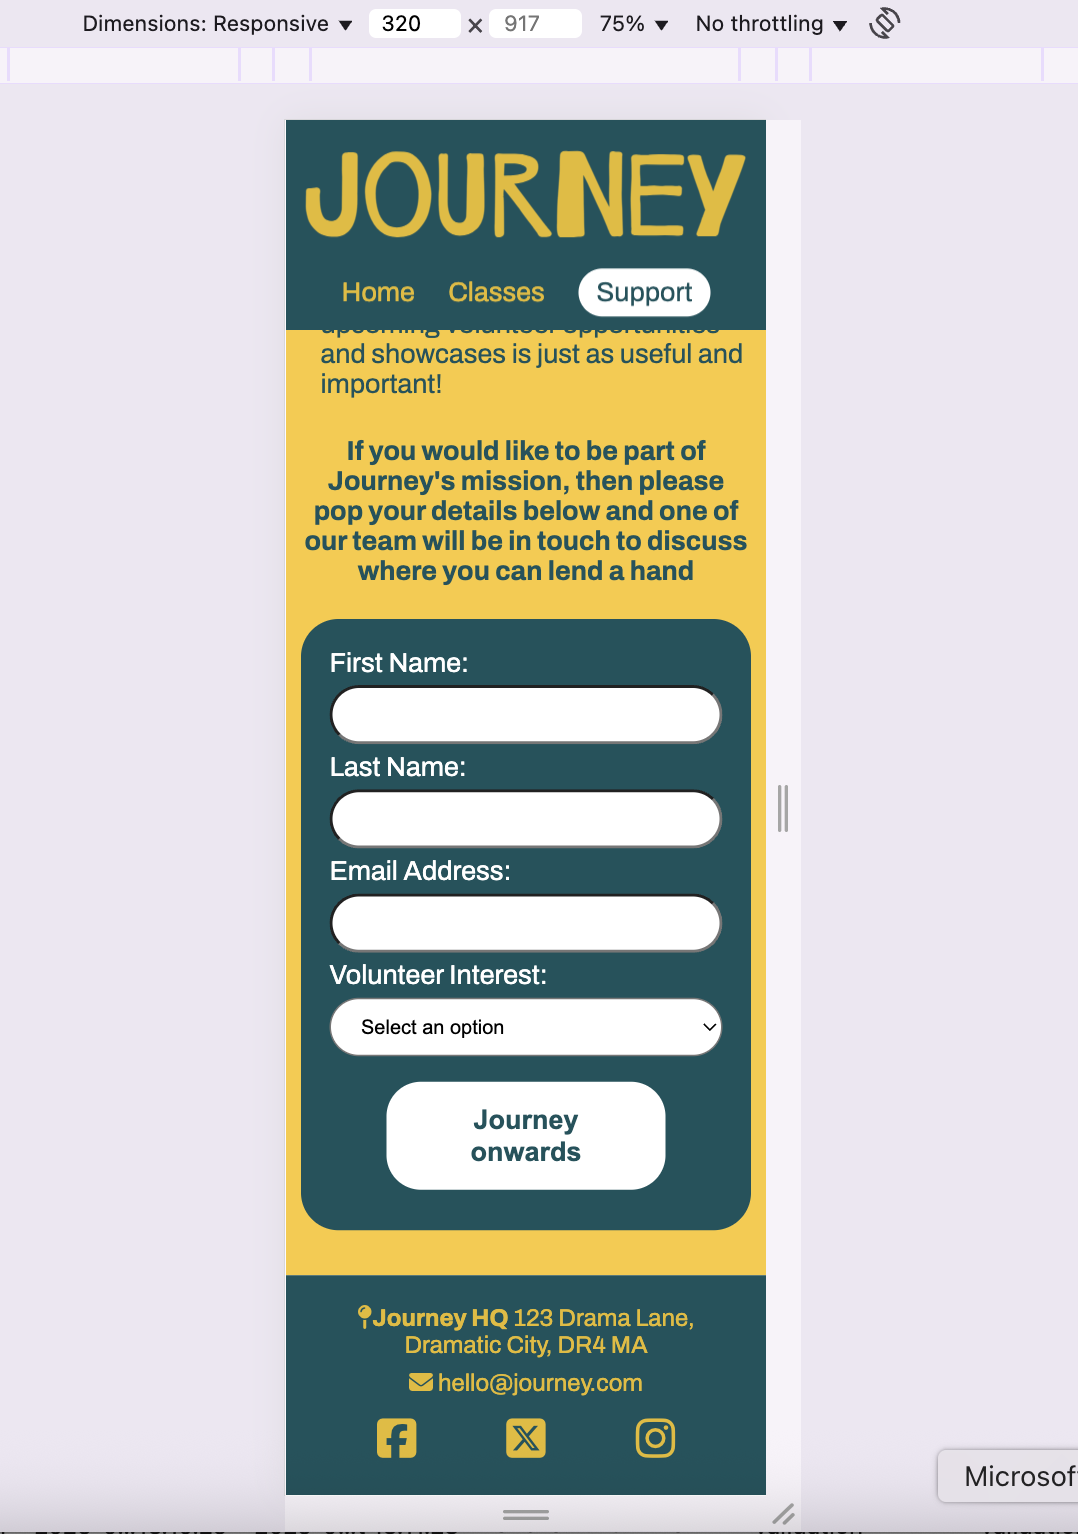 Dimensions: Responsive ▼ 320 × 917 75% ▼ No throttling ▼
JOURNEY
Home Classes Support
upcoming volunteer opportunities
and showcases is just as useful and
important!
If you would like to be part of
Journey's mission, then please
pop your details below and one of
our team will be in touch to discuss
where you can lend a hand
First Name:
Last Name:
Email Address:
Volunteer Interest:
Select an option
Journey
onwards
Journey HQ 123 Drama Lane,
Dramatic City, DR4 MA
hello@journey.com
Microsof